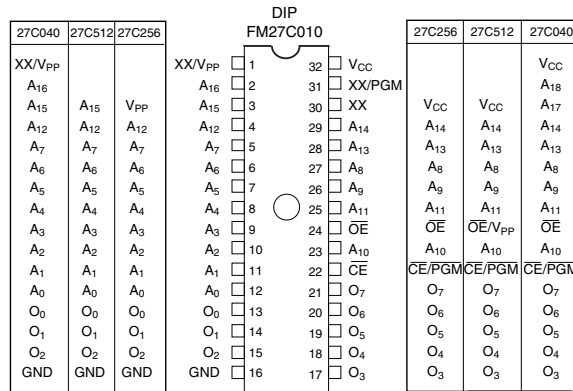 DIP
27C040 27C512 27C256 FM27C010 27C256 27C512 27C040
XX/VPP XX/VPP 1 32 VCC VCC
A16 A16 2 31 XX/PGM A18
A15 A15 VPP A15 3 30 XX VCC VCC A17
A12 A12 A12 A12 4 29 A14 A14 A14 A14
A7 A7 A7 A7 5 28 A13 A13 A13 A13
A6 A6 A6 A6 6 27 A8 A8 A8 A8
A5 A5 A5 A5 7 26 A9 A9 A9 A9
A4 A4 A4 A4 8 25 A11 A11 A11 A11
A3 A3 A3 A3 9 24 OE OE OE/VPP OE
A2 A2 A2 A2 10 23 A10 A10 A10 A10
A1 A1 A1 A1 11 22 CE CE/PGM CE/PGM CE/PGM
A0 A0 A0 A0 12 21 O7 O7 O7 O7
O0 O0 O0 O0 13 20 O6 O6 O6 O6
O1 O1 O1 O1 14 19 O5 O5 O5 O5
O2 O2 O2 O2 15 18 O4 O4 O4 O4
GND GND GND GND 16 17 O3 O3 O3 O3